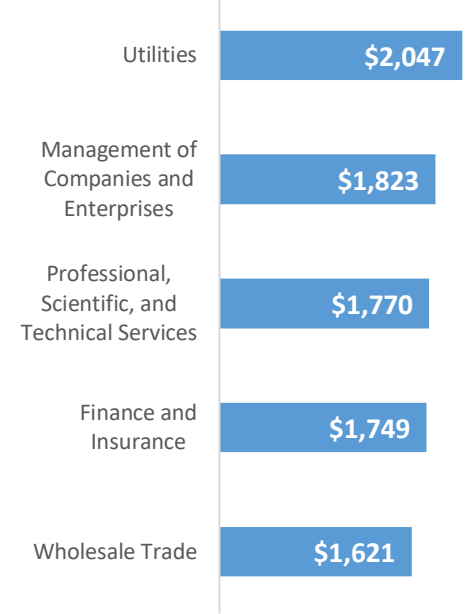 Utilities
$2,047
Management of
Companies and
Enterprises
$1,823
Professional,
Scientific, and
Technical Services
$1,770
Finance and
Insurance
$1,749
Wholesale Trade
$1,621